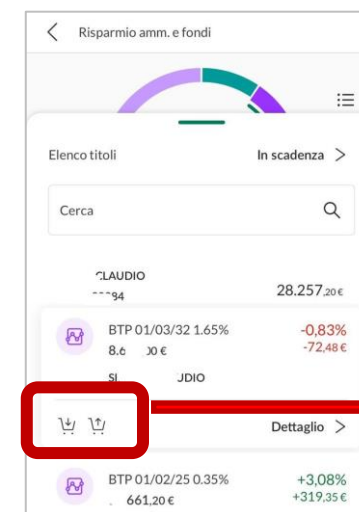 Risparmio amm. e fondi
Elenco titoli In scadenza >
Cerca
CLAUDIO
28.257,20 €
BTP 01/03/32 1.65% -0,83%
€ -72,48 €
Dettaglio >
BTP 01/02/25 0.35% +3,08%
661,20 € +319,35 €